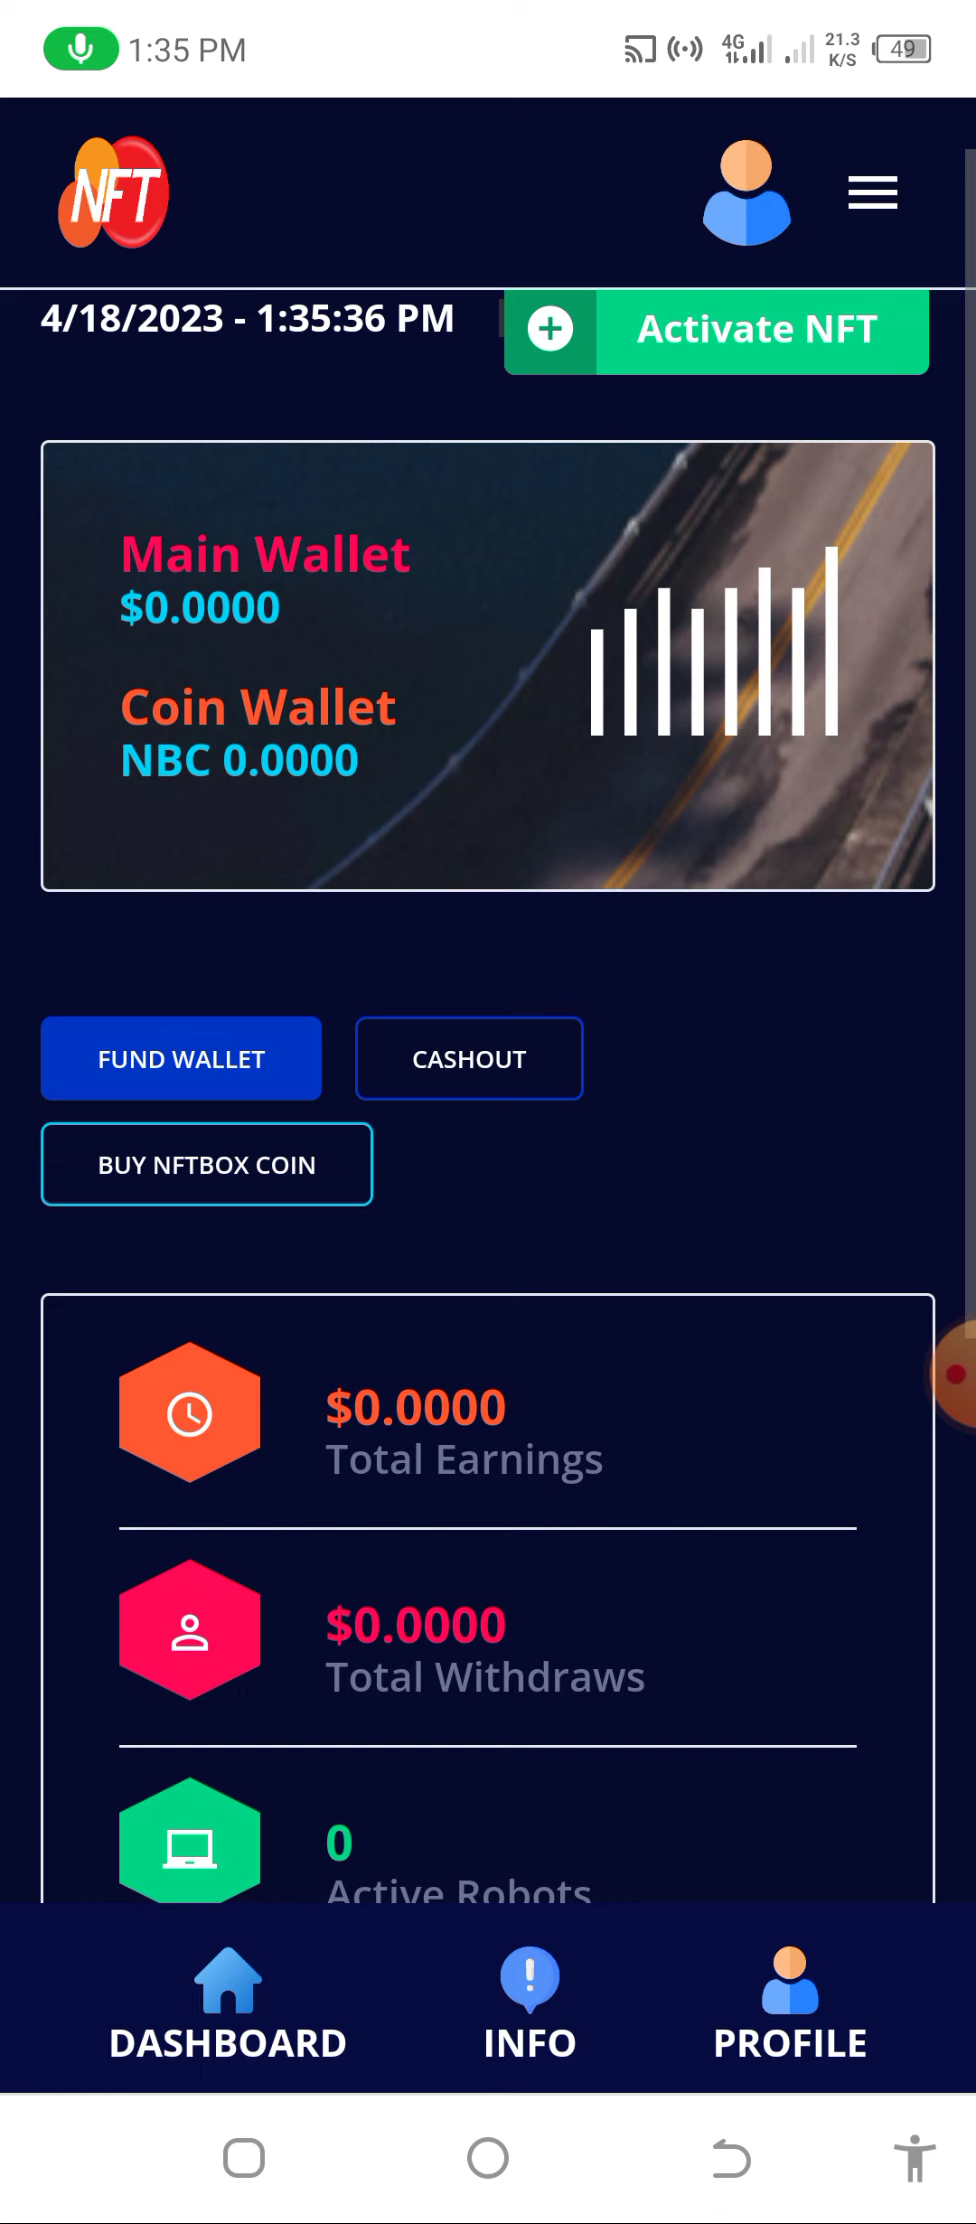 1:35 PM
4G
21.3
K/S
49
NFT
4/18/2023 - 1:35:36 PM
Activate NFT
Main Wallet
$0.0000
Coin Wallet
NBC 0.0000
FUND WALLET
CASHOUT
BUY NFTBOX COIN
$0.0000
Total Earnings
$0.0000
Total Withdraws
0
Active Robots
DASHBOARD
INFO
PROFILE